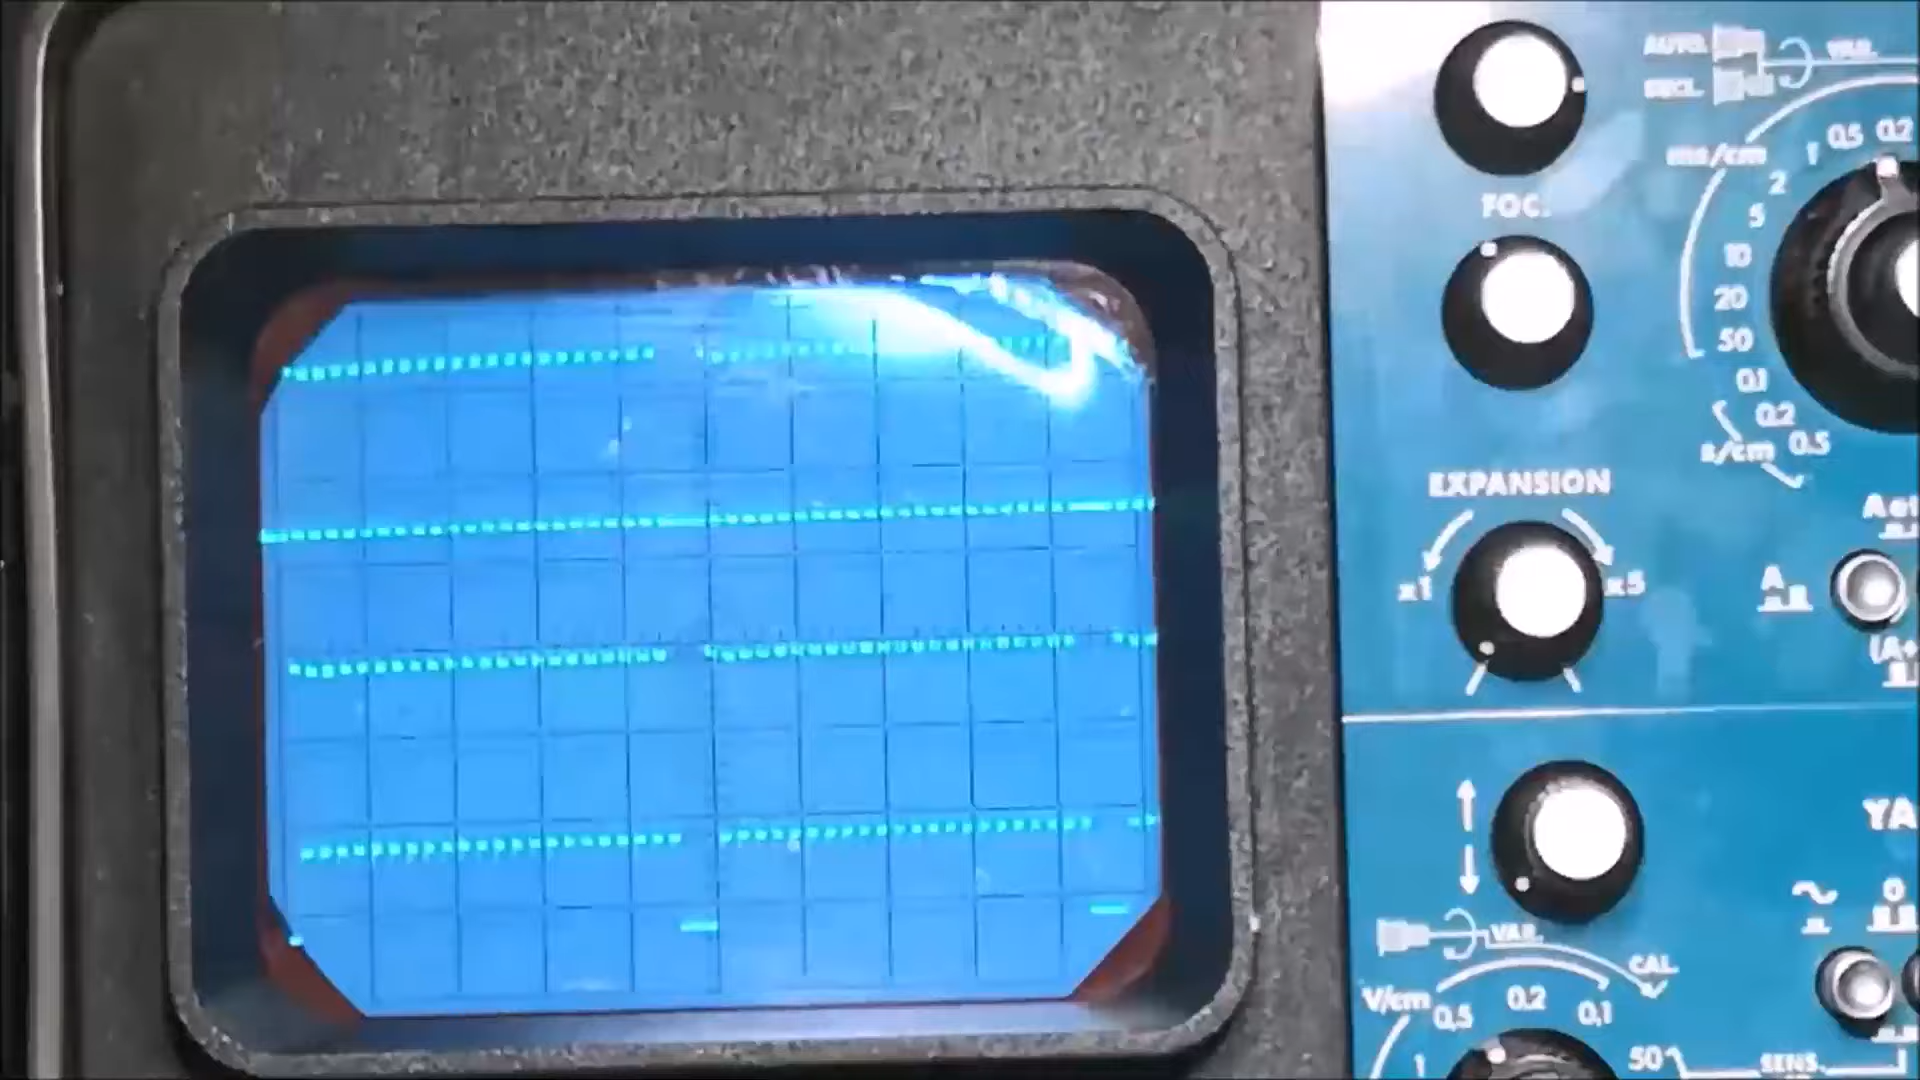 AUTO. VAR.
DECL.
ms/cm 1 0.5 0.2
2
5
10
20
50
0.1
0.2
s/cm 0.5
FOC.
EXPANSION
x1 x5
A
(A+
YA
0
VAR.
CAL.
V/cm 0,5 0.2 0,1
1 50
SENS.